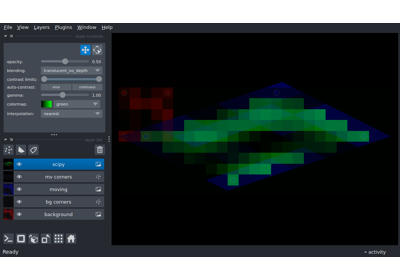 File View Layers Plugins Window Help
opacity: 0.50
blending: translucent_no_depth
contrast limits:
auto-contrast: once continuous
gamma: 1.00
colormap: green
interpolation: nearest
scipy
mv corners
moving
bg corners
background
Ready activity